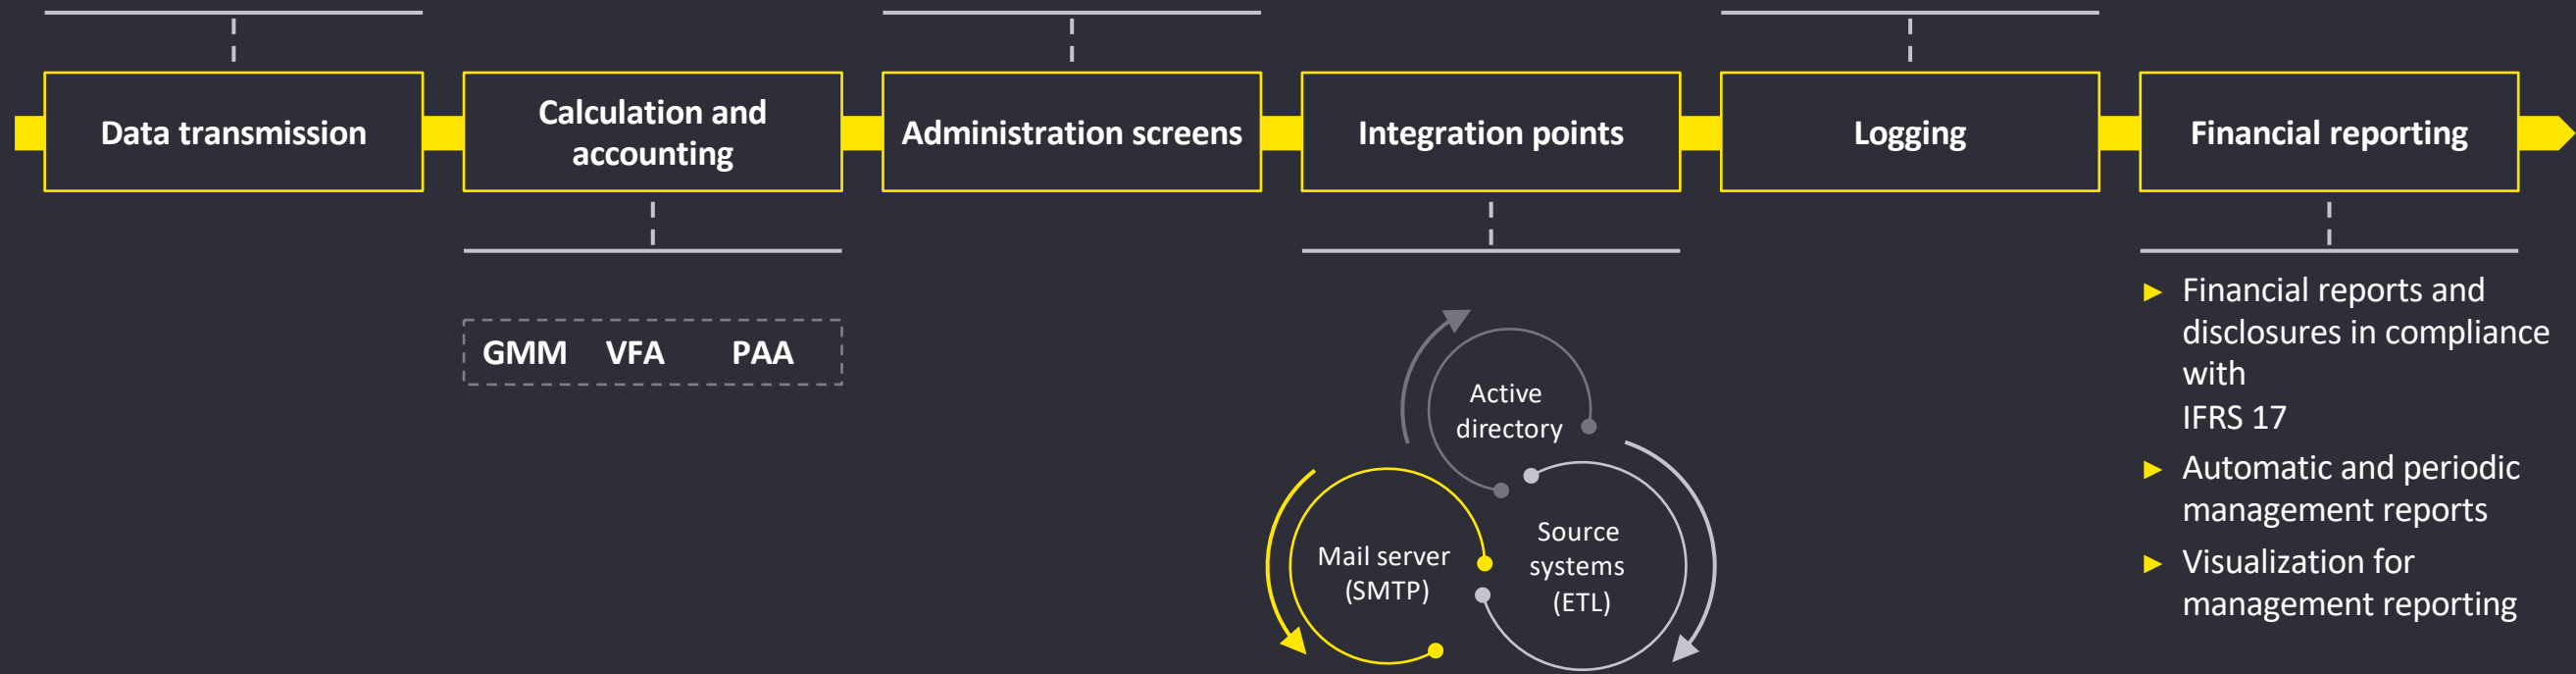 Data transmission
Calculation and
accounting
Administration screens
Integration points
Logging
Financial reporting
GMM VFA PAA
Active
directory
Mail server
(SMTP)
Source
systems
(ETL)
► Financial reports and
disclosures in compliance
with
IFRS 17
► Automatic and periodic
management reports
► Visualization for
management reporting